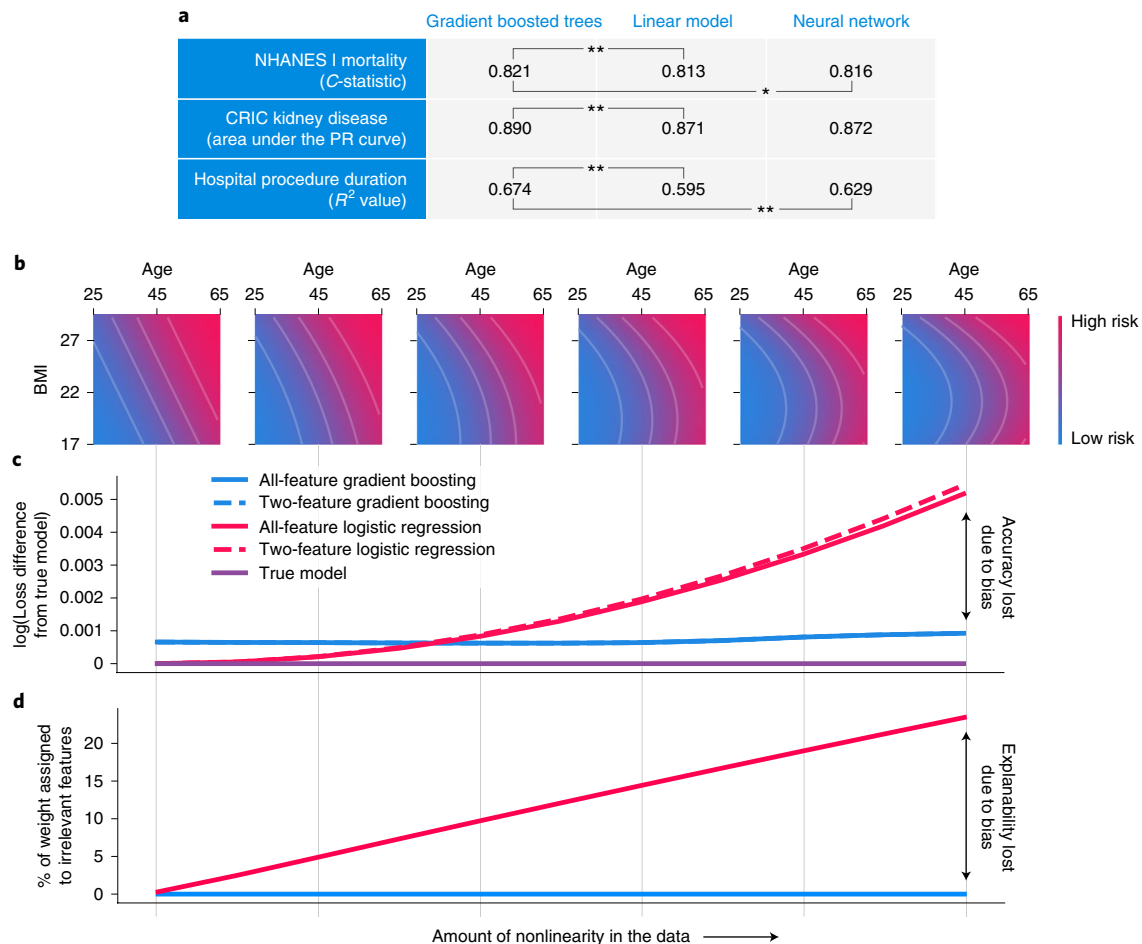 a
Gradient boosted trees Linear model Neural network
NHANES I mortality
(C-statistic)
** 
0.821 0.813 0.816
*
CRIC kidney disease
(area under the PR curve)
**
0.890 0.871 0.872
Hospital procedure duration
(R² value)
**
0.674 0.595 0.629
**
b
Age Age Age Age Age Age
25 45 65 25 45 65 25 45 65 25 45 65 25 45 65 25 45 65
BMI
27
22
17
High risk
Low risk
c
log(Loss difference
from true model)
0.005
0.004
0.003
0.002
0.001
0
All-feature gradient boosting
Two-feature gradient boosting
All-feature logistic regression
Two-feature logistic regression
True model
Accuracy lost
due to bias
d
% of weight assigned
to irrelevant features
20
15
10
5
0
Explanability lost
due to bias
Amount of nonlinearity in the data